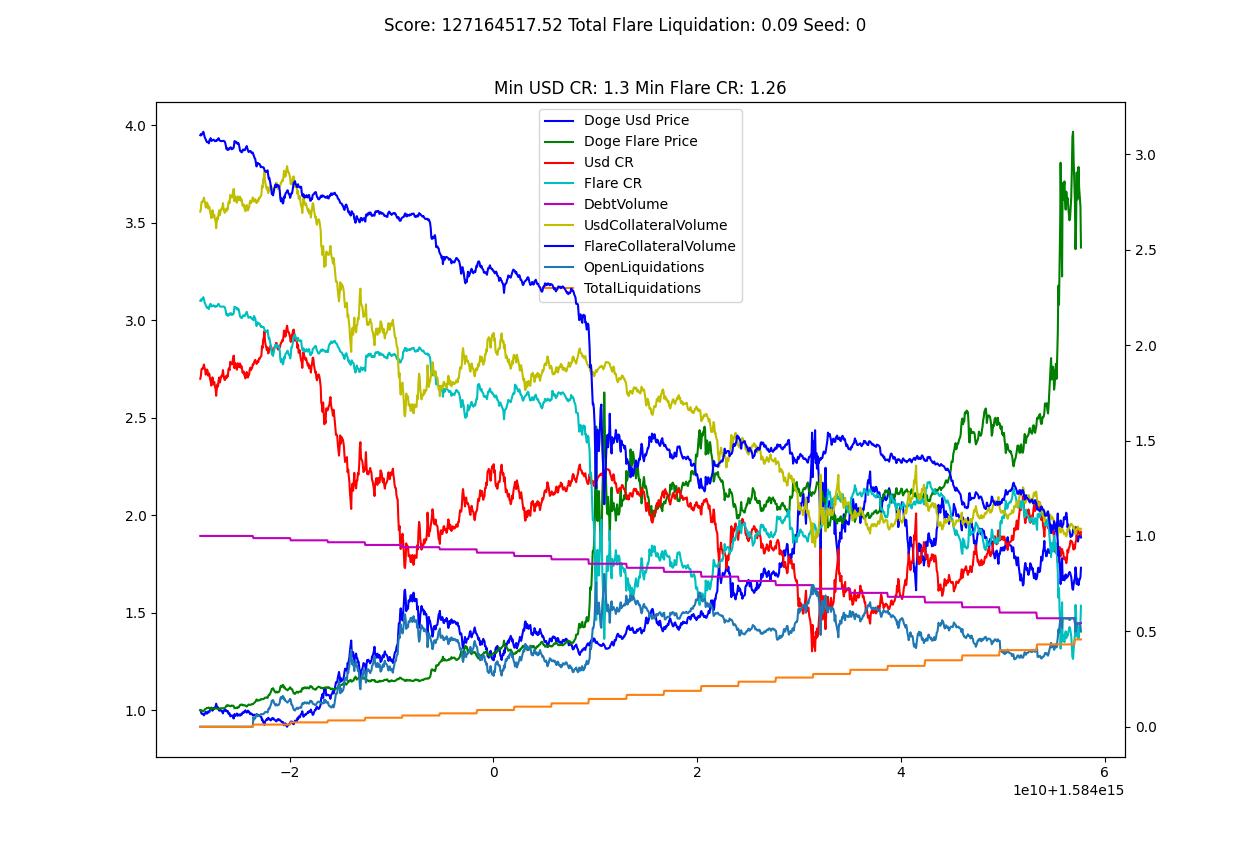 Score: 127164517.52 Total Flare Liquidation: 0.09 Seed: 0
Min USD CR: 1.3 Min Flare CR: 1.26
Doge Usd Price
Doge Flare Price
Usd CR
Flare CR
DebtVolume
UsdCollateralVolume
FlareCollateralVolume
OpenLiquidations
TotalLiquidations
4.0
3.5
3.0
2.5
2.0
1.5
1.0
3.0
2.5
2.0
1.5
1.0
0.5
0.0
−2
0
2
4
6
1e10+1.584e15